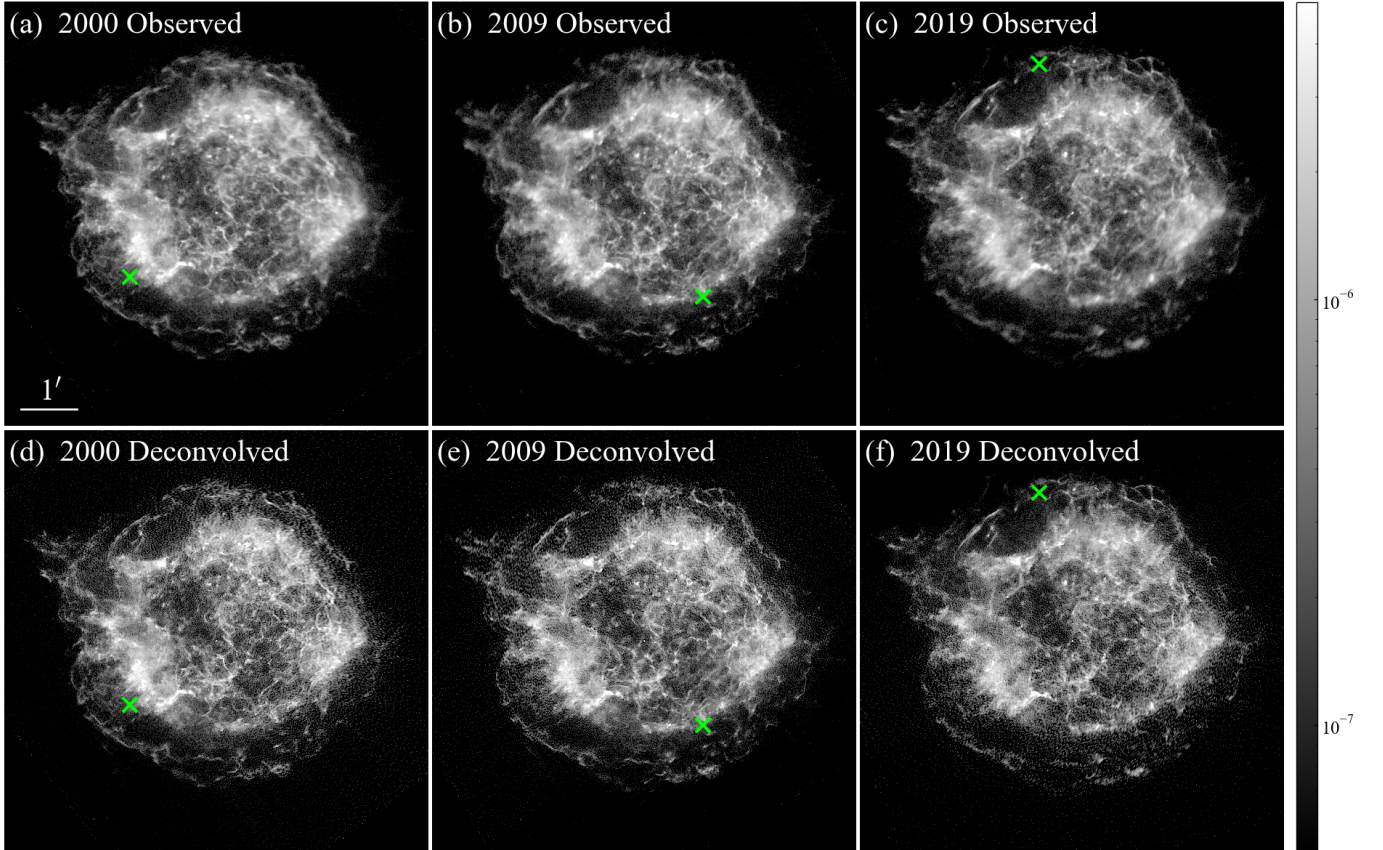 (a) 2000 Observed
(b) 2009 Observed
(c) 2019 Observed
1′
(d) 2000 Deconvolved
(e) 2009 Deconvolved
(f) 2019 Deconvolved
10⁻⁶
10⁻⁷